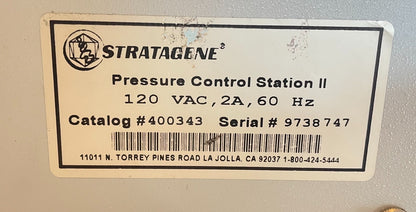 STRATAGENE®
Pressure Control Station II
120 VAC, 2A, 60 Hz
Catalog #400343 Serial # 9738747
11011 N. TORREY PINES ROAD LA JOLLA, CA 92037 1-800-424-5444